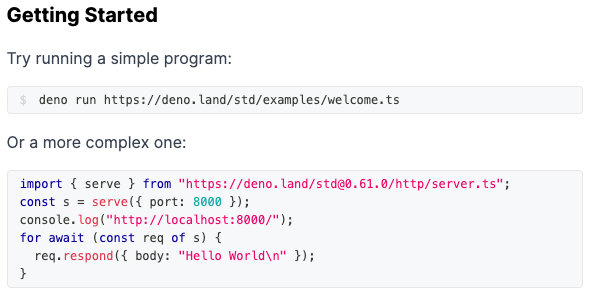 Getting Started
Try running a simple program:
$ deno run https://deno.land/std/examples/welcome.ts
Or a more complex one:
import { serve } from "https://deno.land/std@0.61.0/http/server.ts";
const s = serve({ port: 8000 });
console.log("http://localhost:8000/");
for await (const req of s) {
  req.respond({ body: "Hello World\n" });
}